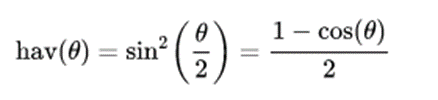 hav(θ) = sin²(θ/2) = (1 − cos(θ))/2